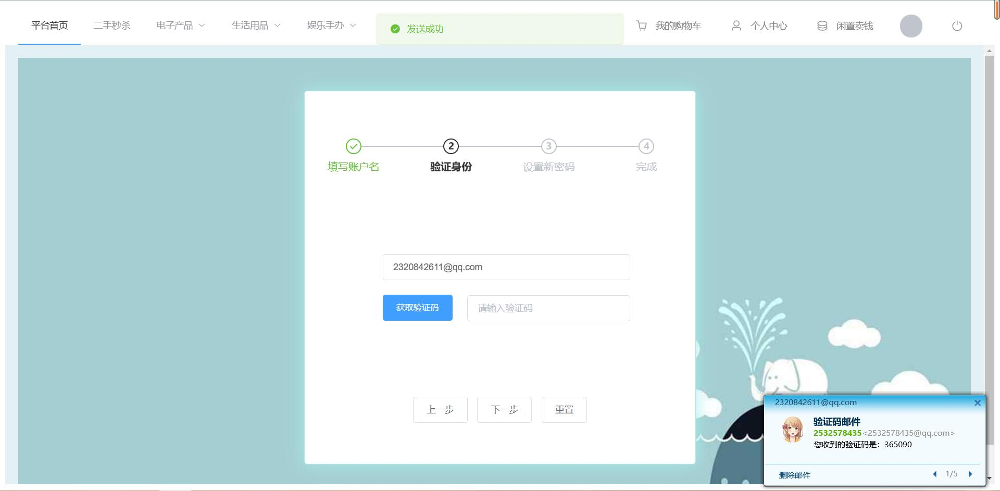 平台首页 二手秒杀 电子产品 生活用品 娱乐手办 发送成功 我的购物车 个人中心 闲置卖钱
2 3 4
填写账户名 验证身份 设置新密码 完成
2320842611@qq.com
获取验证码 请输入验证码
上一步 下一步 重置
2320842611@qq.com
验证码邮件
2532578435<2532578435@qq.com>
您收到的验证码是：365090
删除邮件 1/5